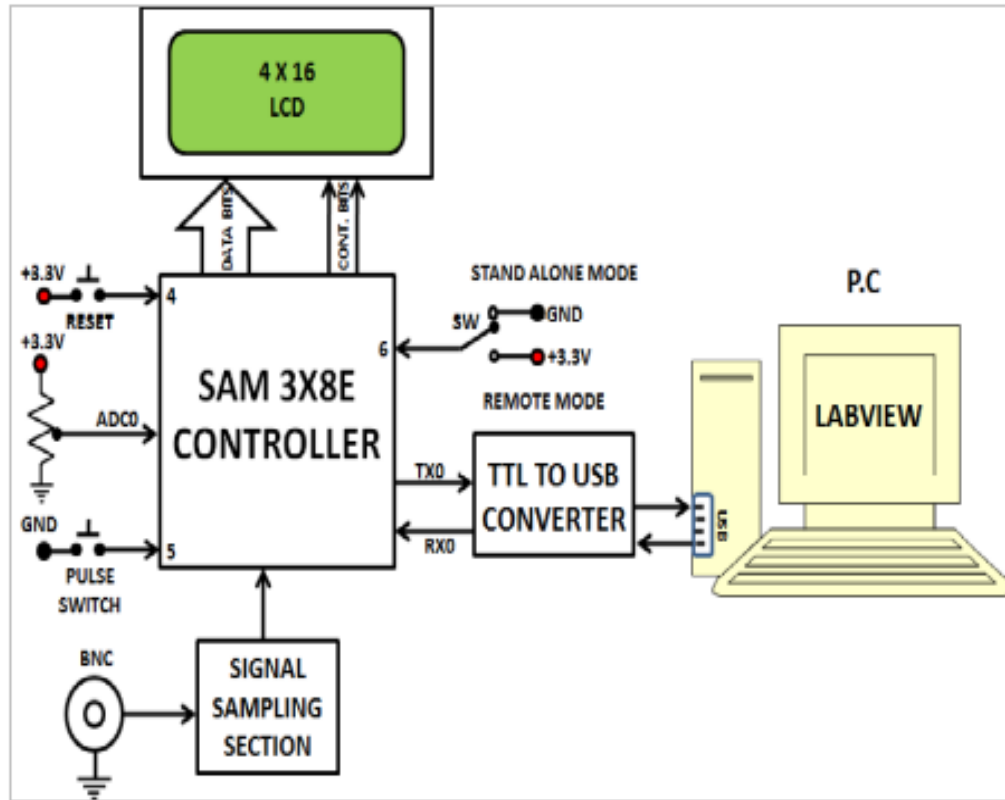 4 X 16
LCD
DATA BITS
CONT. BITS
+3.3V
4
RESET
+3.3V
ADC0
GND
5
PULSE
SWITCH
BNC
SAM 3X8E
CONTROLLER
6
STAND ALONE MODE
SW
GND
+3.3V
REMOTE MODE
TX0
RX0
TTL TO USB
CONVERTER
SIGNAL
SAMPLING
SECTION
P.C
LABVIEW
USB